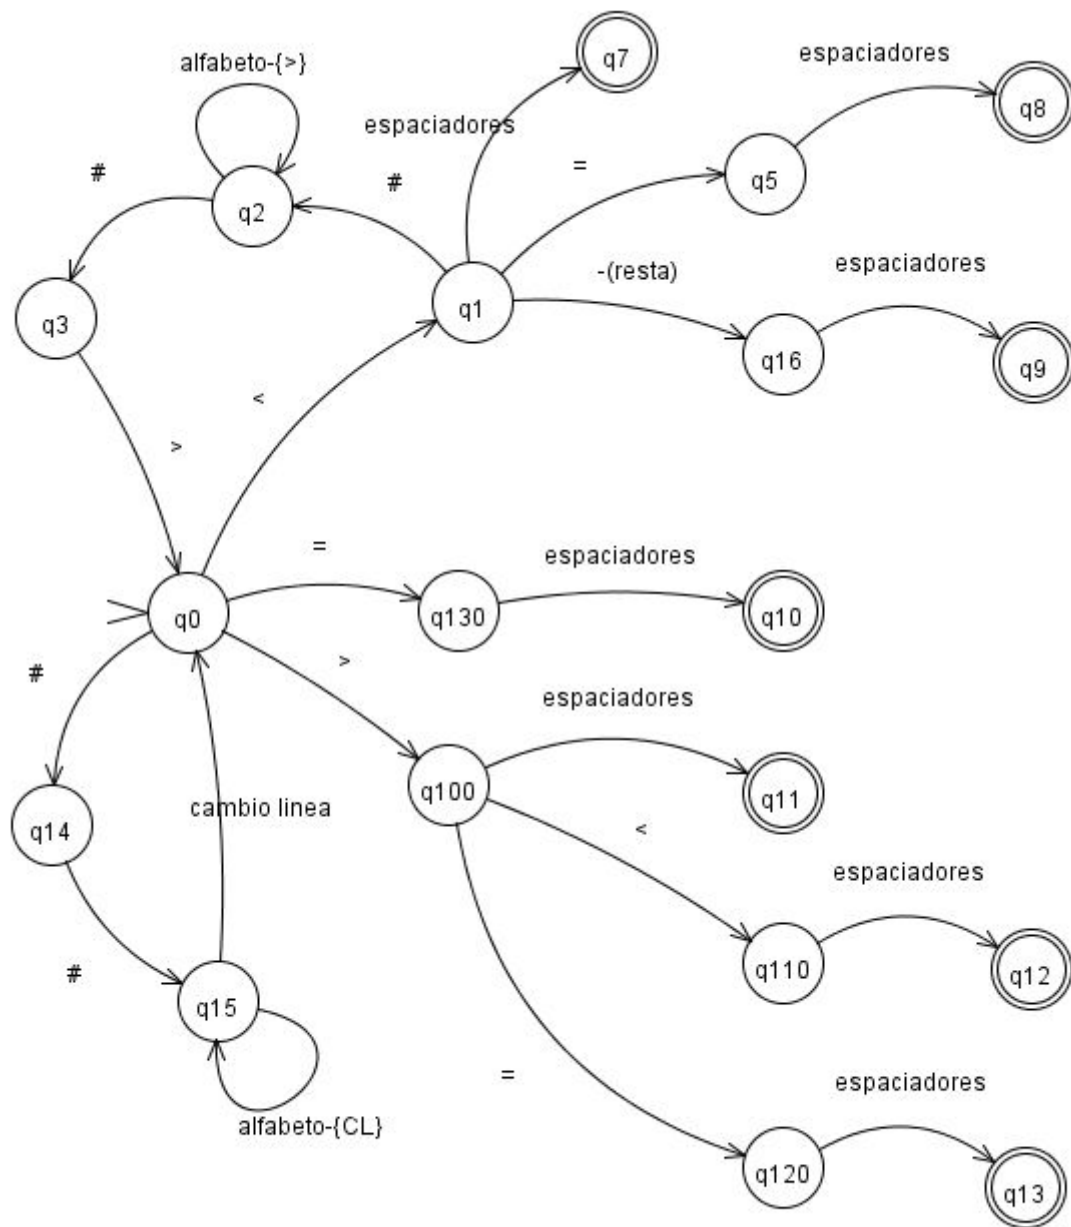 q7
espaciadores
alfabeto-{>}
q8
espaciadores
=
#
#
q5
q2
-(resta)
espaciadores
q1
q3
q16
q9
<
>
=
espaciadores
q0
q130
q10
#
>
espaciadores
q100
q11
cambio linea
q14
<
espaciadores
#
q110
q12
q15
=
espaciadores
alfabeto-{CL}
q120
q13